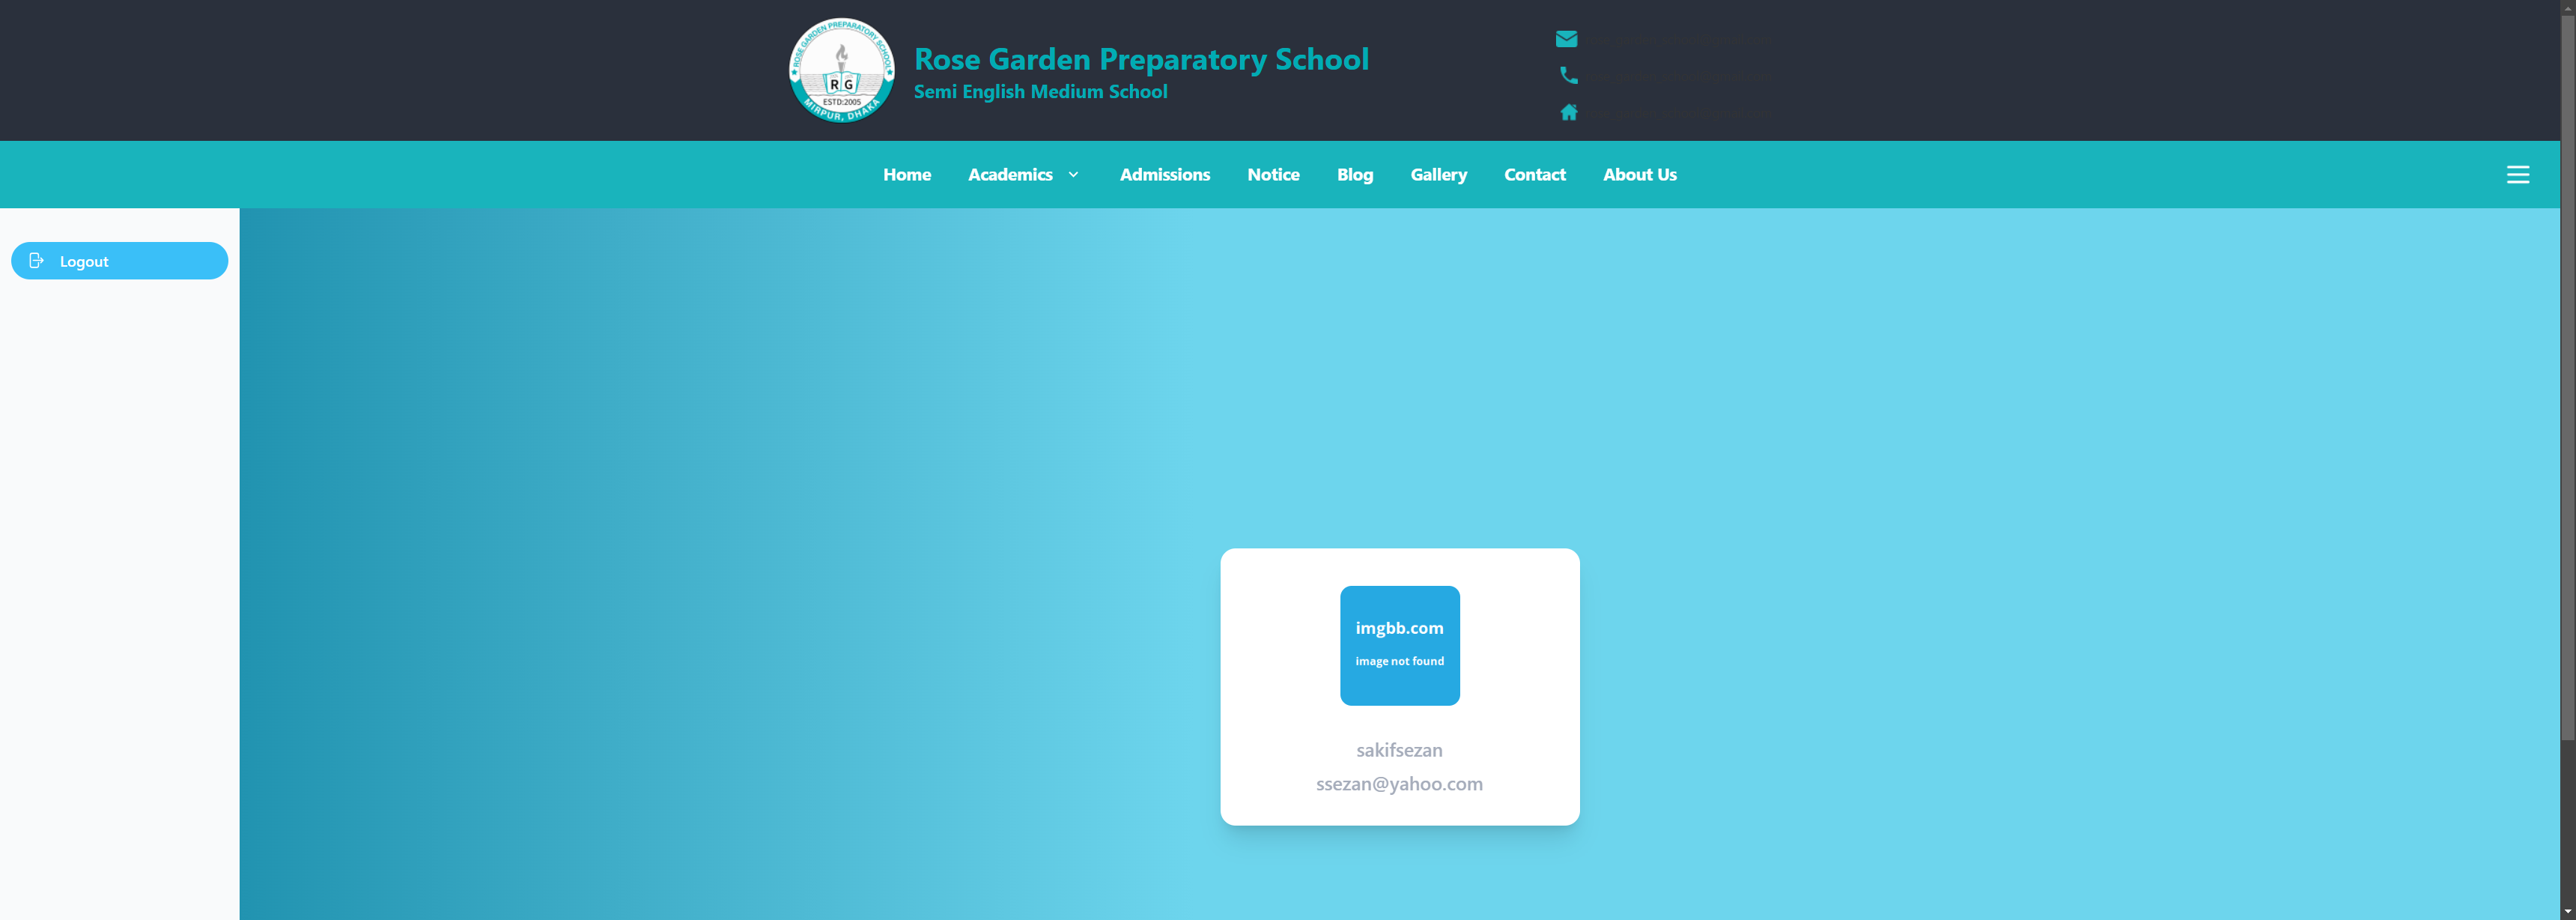 ROSE GARDEN PREPARATORY SCHOOL
R G
ESTD:2005
MIRPUR, DHAKA
Rose Garden Preparatory School
Semi English Medium School
Home Academics Admissions Notice Blog Gallery Contact About Us
Logout
imgbb.com
image not found
sakifsezan
ssezan@yahoo.com